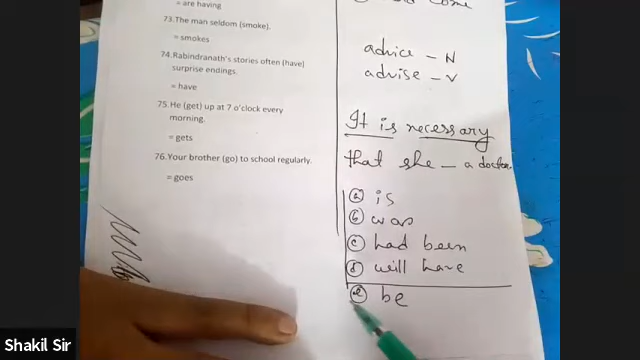 = are having
73.The man seldom (smoke).
= smokes
74.Rabindranath's stories often (have)
surprise endings.
= have
75.He (get) up at 7 o'clock every
morning.
= gets
76.Your brother (go) to school regularly.
= goes
come
advice - N
advise - V
It is necessary
that she _ a doctor.
(a) is
(b) was
(c) had been
(d) will have
(e) be
Shakil Sir